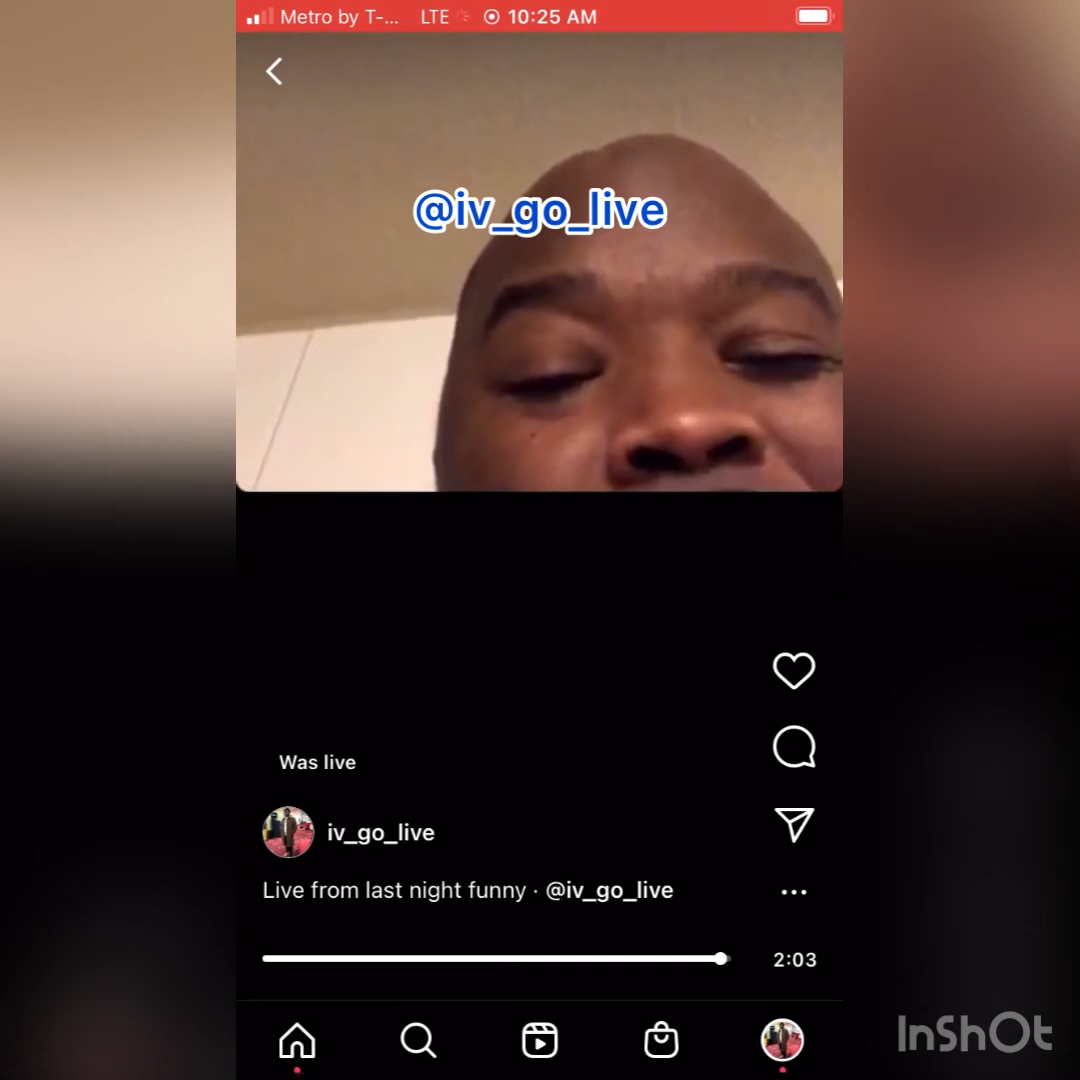 Metro by T-... LTE 10:25 AM
@iv_go_live
Was live
iv_go_live
Live from last night funny · @iv_go_live
2:03
InShOt